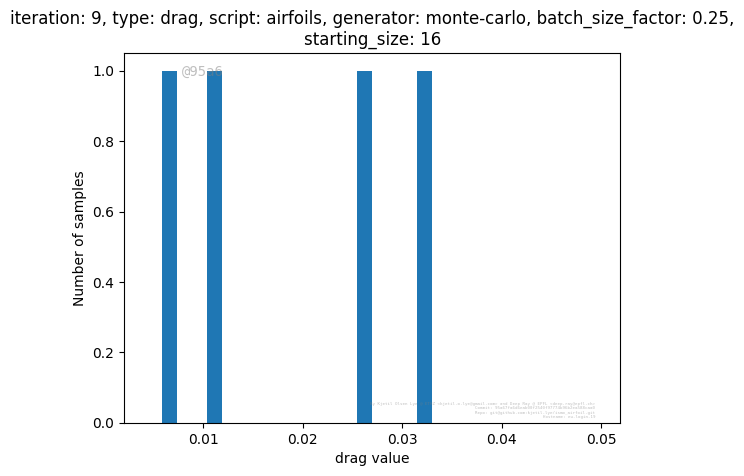 iteration: 9, type: drag, script: airfoils, generator: monte-carlo, batch_size_factor: 0.25,
starting_size: 16
@95a6
1.0
0.8
0.6
0.4
0.2
0.0
Number of samples
0.01
0.02
0.03
0.04
0.05
drag value